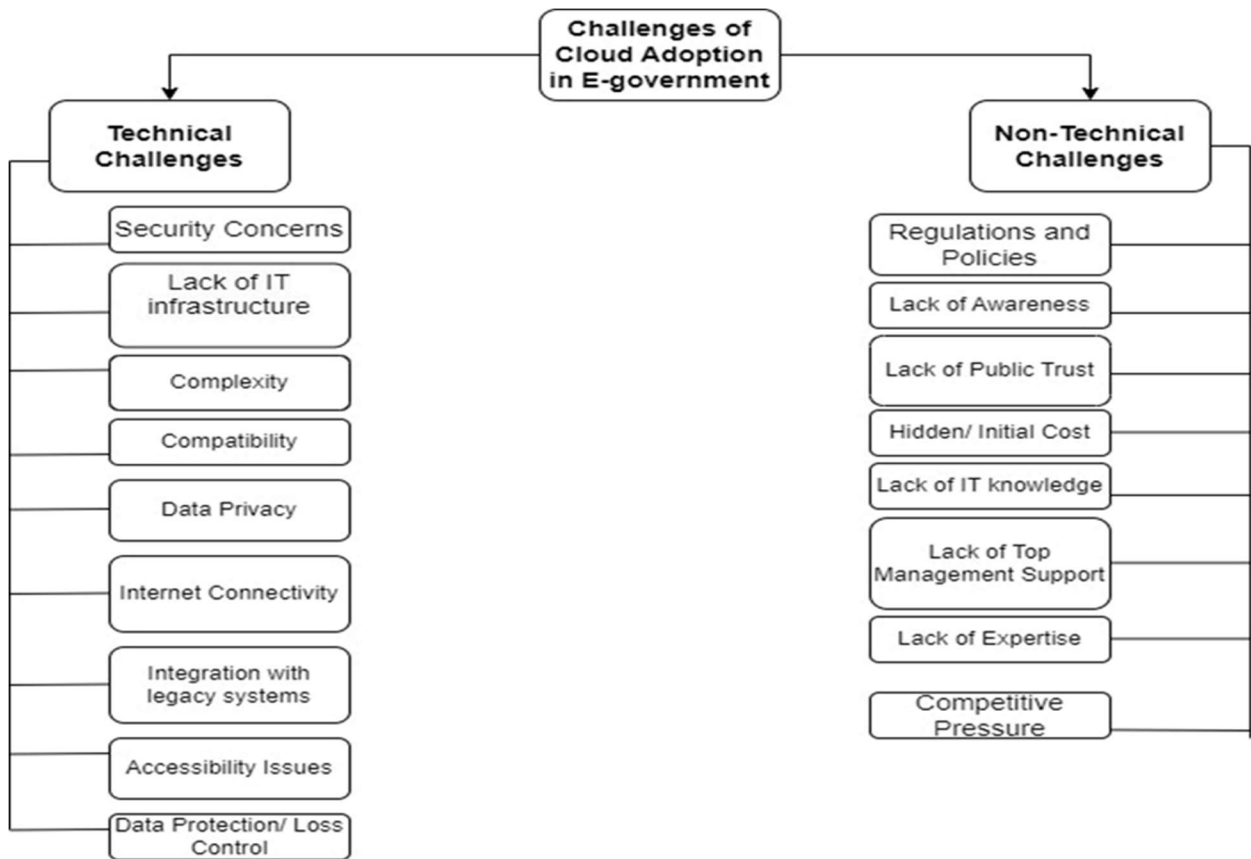 Challenges of
Cloud Adoption
in E-government
Technical
Challenges
Security Concerns
Lack of IT
infrastructure
Complexity
Compatibility
Data Privacy
Internet Connectivity
Integration with
legacy systems
Accessibility Issues
Data Protection/ Loss
Control
Non-Technical
Challenges
Regulations and
Policies
Lack of Awareness
Lack of Public Trust
Hidden/ Initial Cost
Lack of IT knowledge
Lack of Top
Management Support
Lack of Expertise
Competitive
Pressure